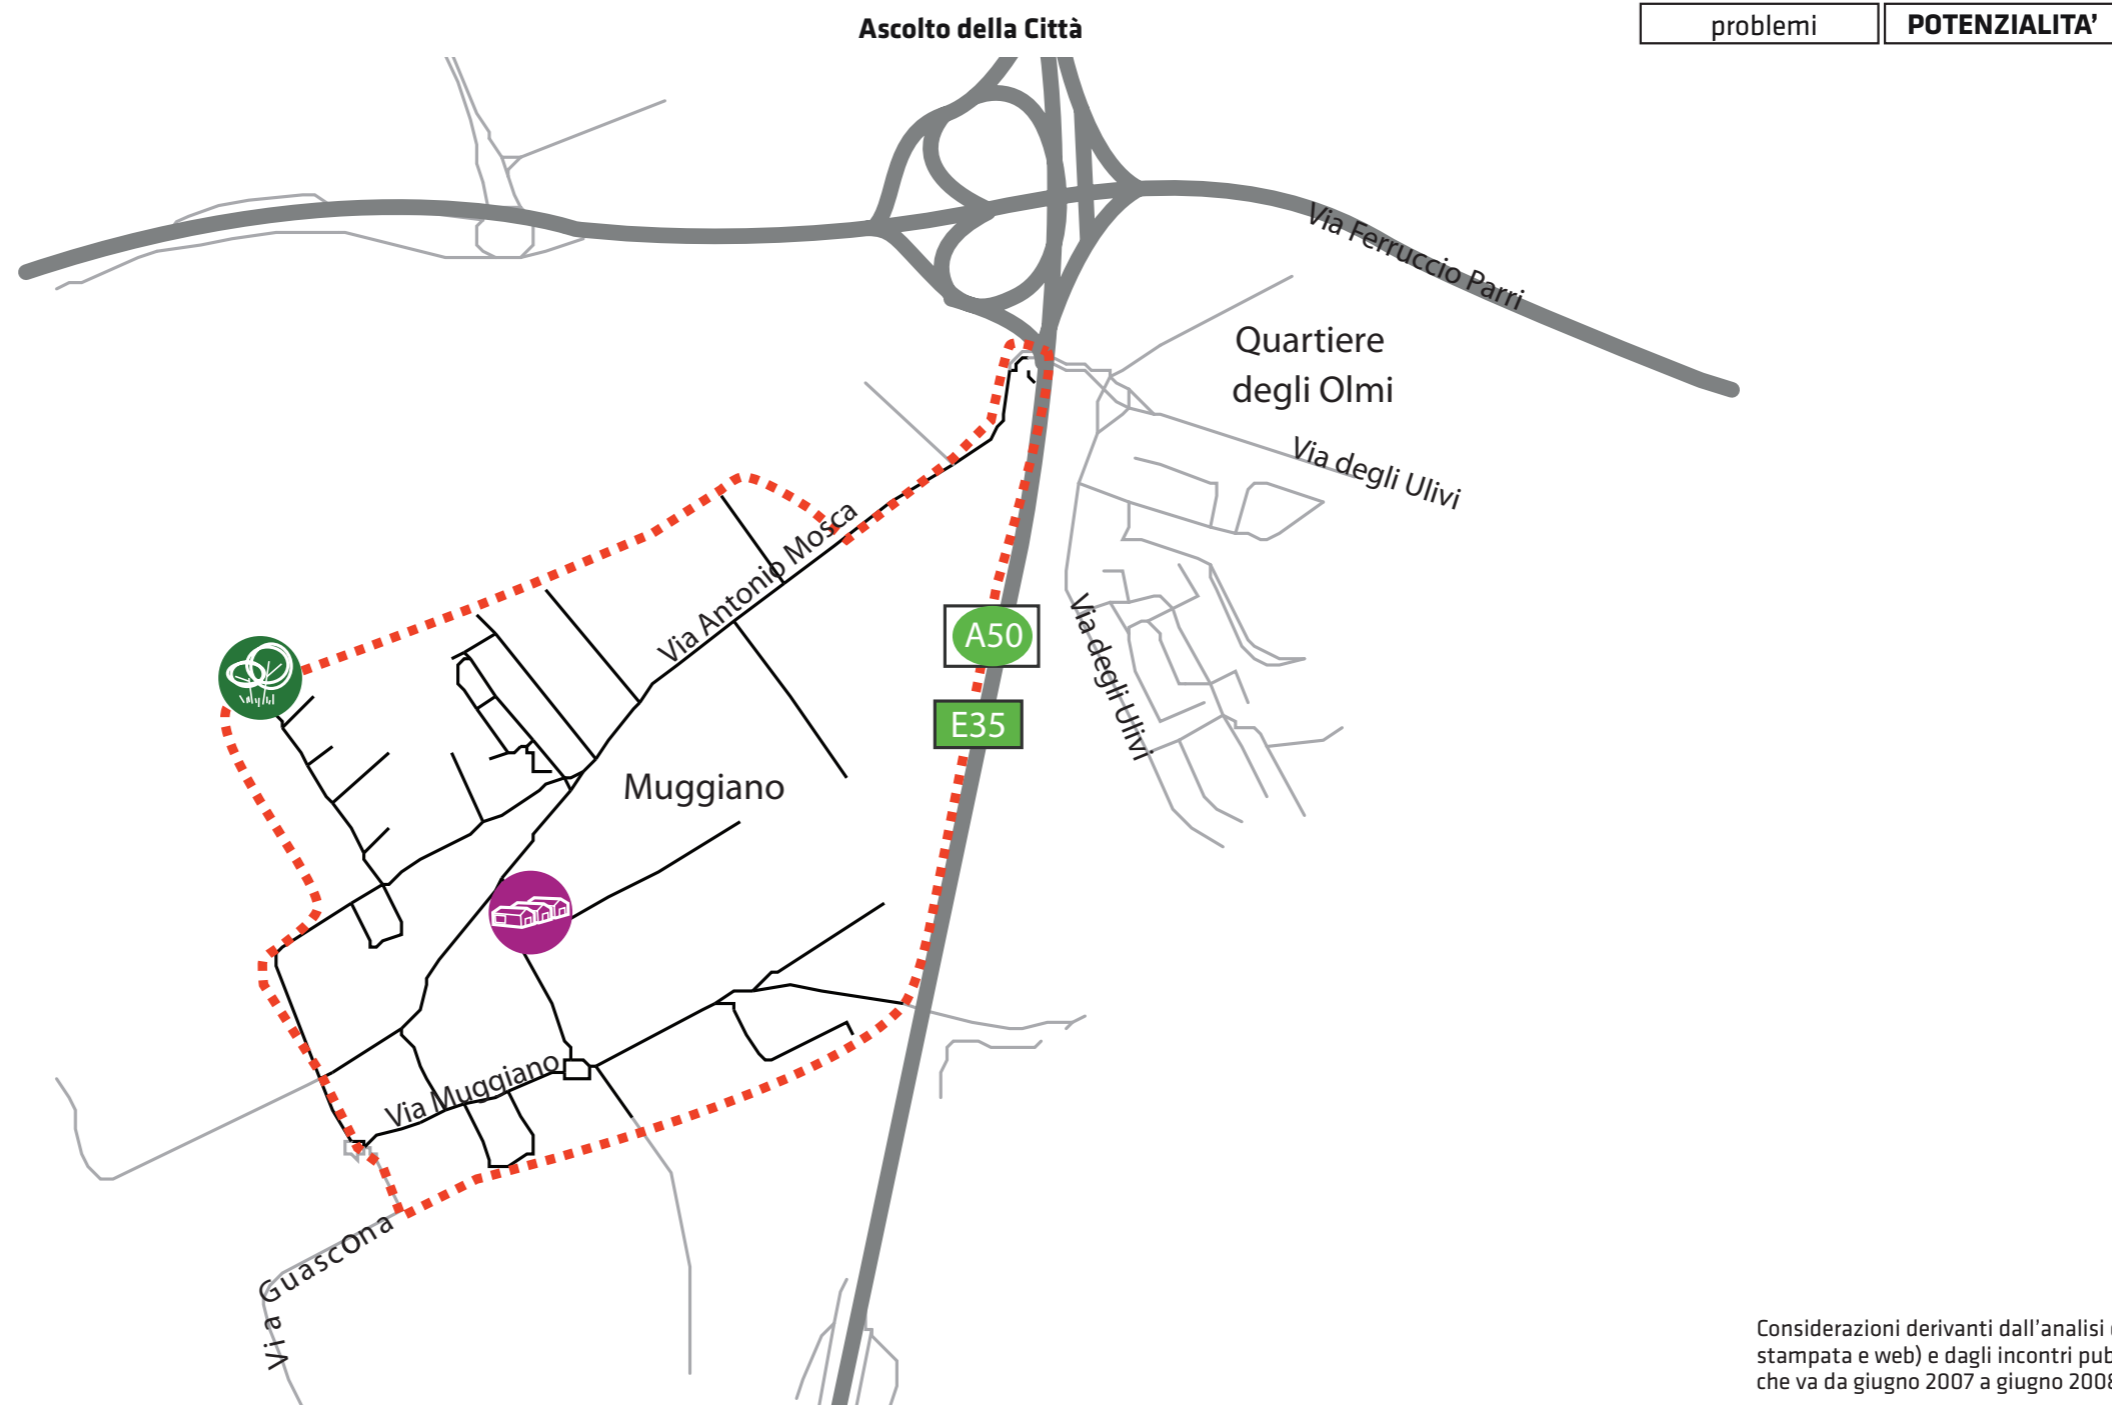 Ascolto della Città
problemi
POTENZIALITA’
Via Ferruccio Parri
Quartiere
degli Olmi
Via degli Ulivi
Via Antonio Mosca
A50
Via degli Ulivi
E35
Muggiano
Via Muggiano
Via Guascona
Considerazioni derivanti dall’analisi
stampata e web) e dagli incontri
che va da giugno 2007 a giugno